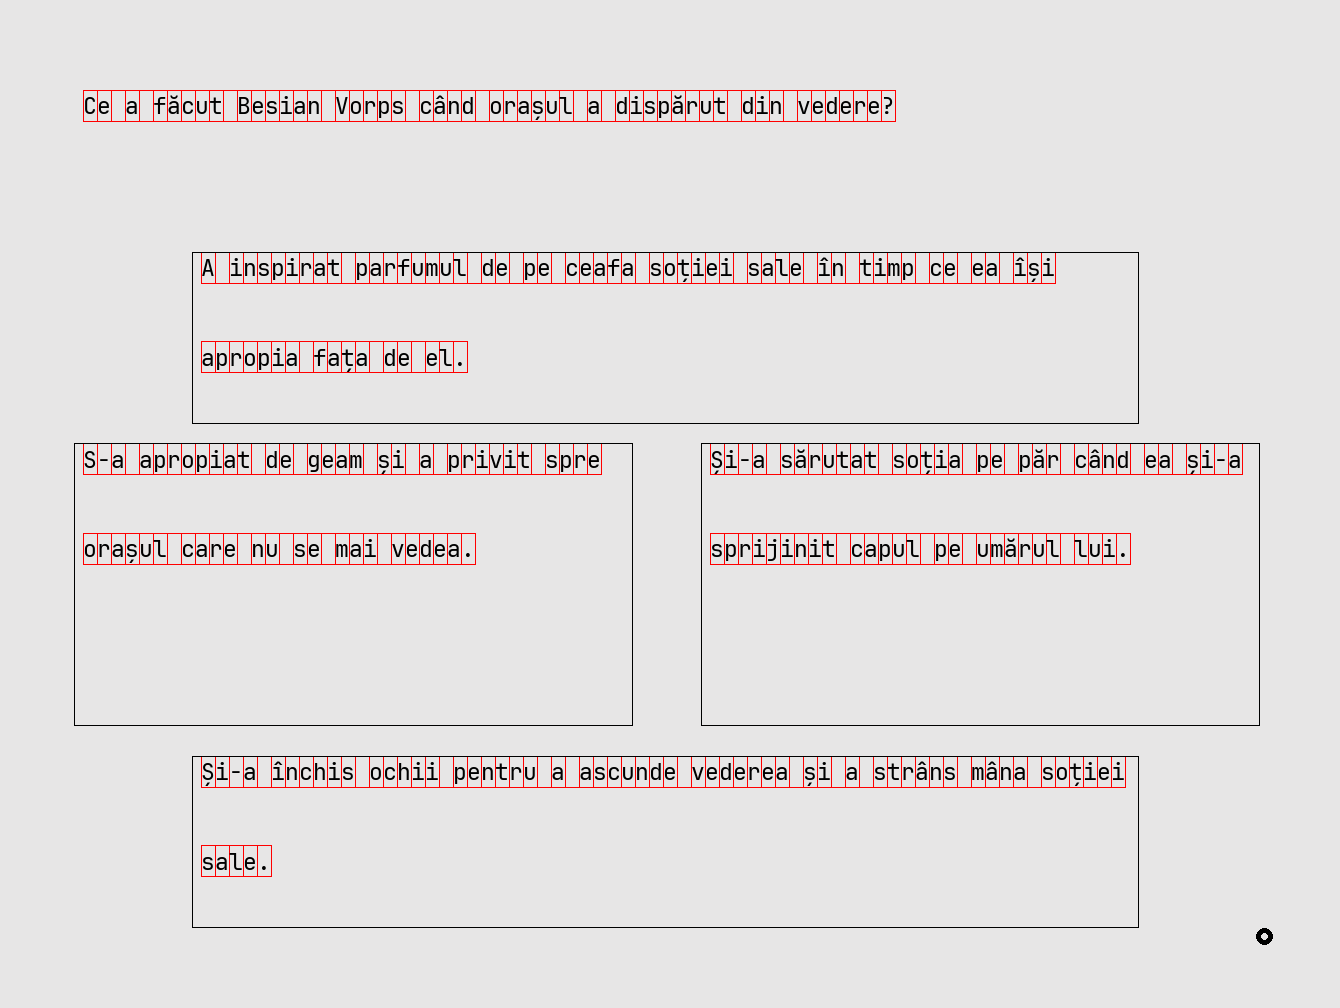 Ce a făcut Besian Vorps când orașul a dispărut din vedere?
A inspirat parfumul de pe ceafa soției sale în timp ce ea își
apropia fața de el.
S-a apropiat de geam și a privit spre
orașul care nu se mai vedea.
Și-a sărutat soția pe păr când ea și-a
sprijinit capul pe umărul lui.
Și-a închis ochii pentru a ascunde vederea și a strâns mâna soției
sale.